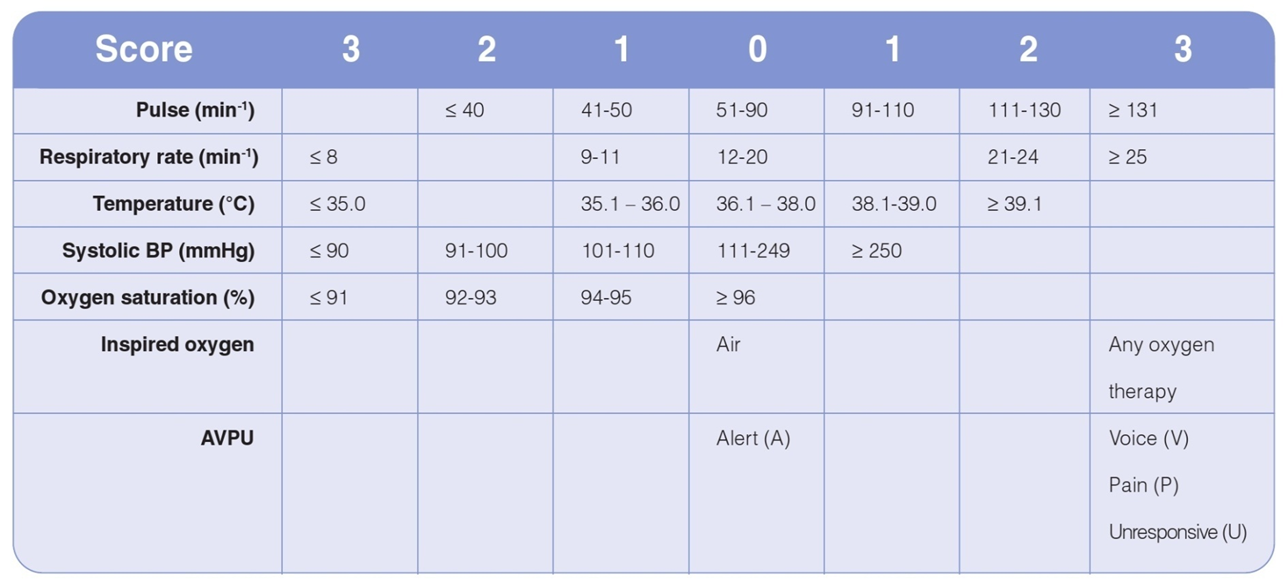 Score 3 2 1 0 1 2 3
Pulse (min-1) ≤ 40 41-50 51-90 91-110 111-130 ≥ 131
Respiratory rate (min-1) ≤ 8 9-11 12-20 21-24 ≥ 25
Temperature (°C) ≤ 35.0 35.1 – 36.0 36.1 – 38.0 38.1-39.0 ≥ 39.1
Systolic BP (mmHg) ≤ 90 91-100 101-110 111-249 ≥ 250
Oxygen saturation (%) ≤ 91 92-93 94-95 ≥ 96
Inspired oxygen Air Any oxygen
therapy
AVPU Alert (A) Voice (V)
Pain (P)
Unresponsive (U)